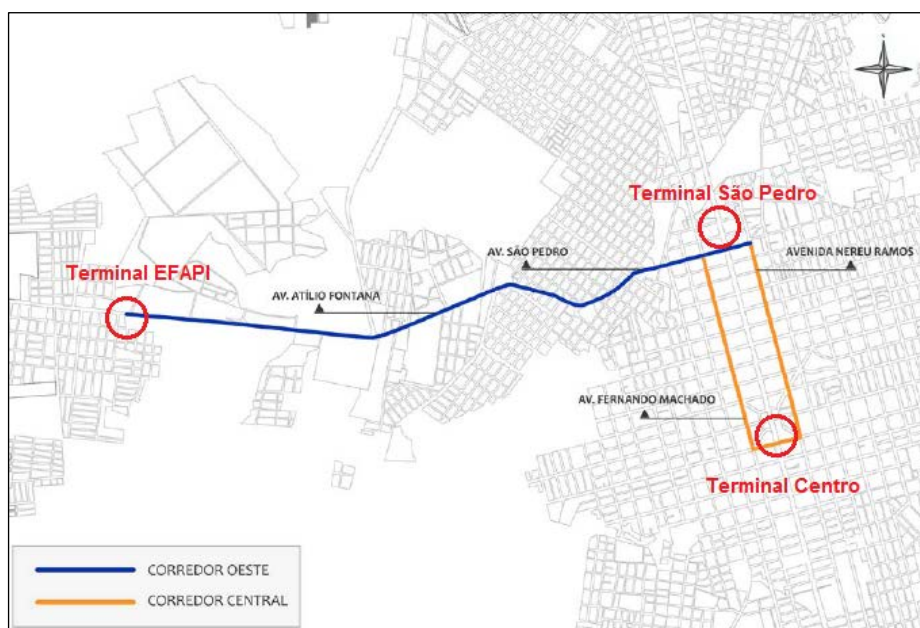 Terminal São Pedro
AV. SÃO PEDRO
AVENIDA NEREU RAMOS
Terminal EFAPI
AV. ATÍLIO FONTANA
AV. FERNANDO MACHADO
Terminal Centro
CORREDOR OESTE
CORREDOR CENTRAL